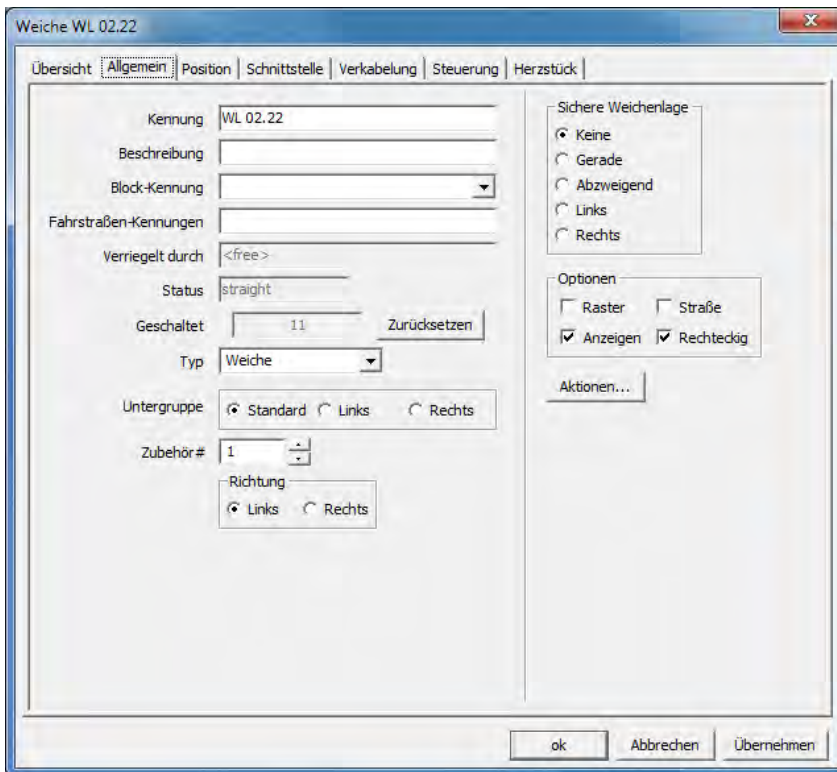 Weiche WL 02.22
Übersicht Allgemein Position Schnittstelle Verkabelung Steuerung Herzstück
Kennung WL 02.22
Beschreibung
Block-Kennung
Fahrstraßen-Kennungen
Verriegelt durch <free>
Status straight
Geschaltet 11 Zurücksetzen
Typ Weiche
Untergruppe Standard Links Rechts
Zubehör# 1
Richtung
Links Rechts
Sichere Weichenlage
Keine
Gerade
Abzweigend
Links
Rechts
Optionen
Raster Straße
Anzeigen Rechteckig
Aktionen...
ok Abbrechen Übernehmen